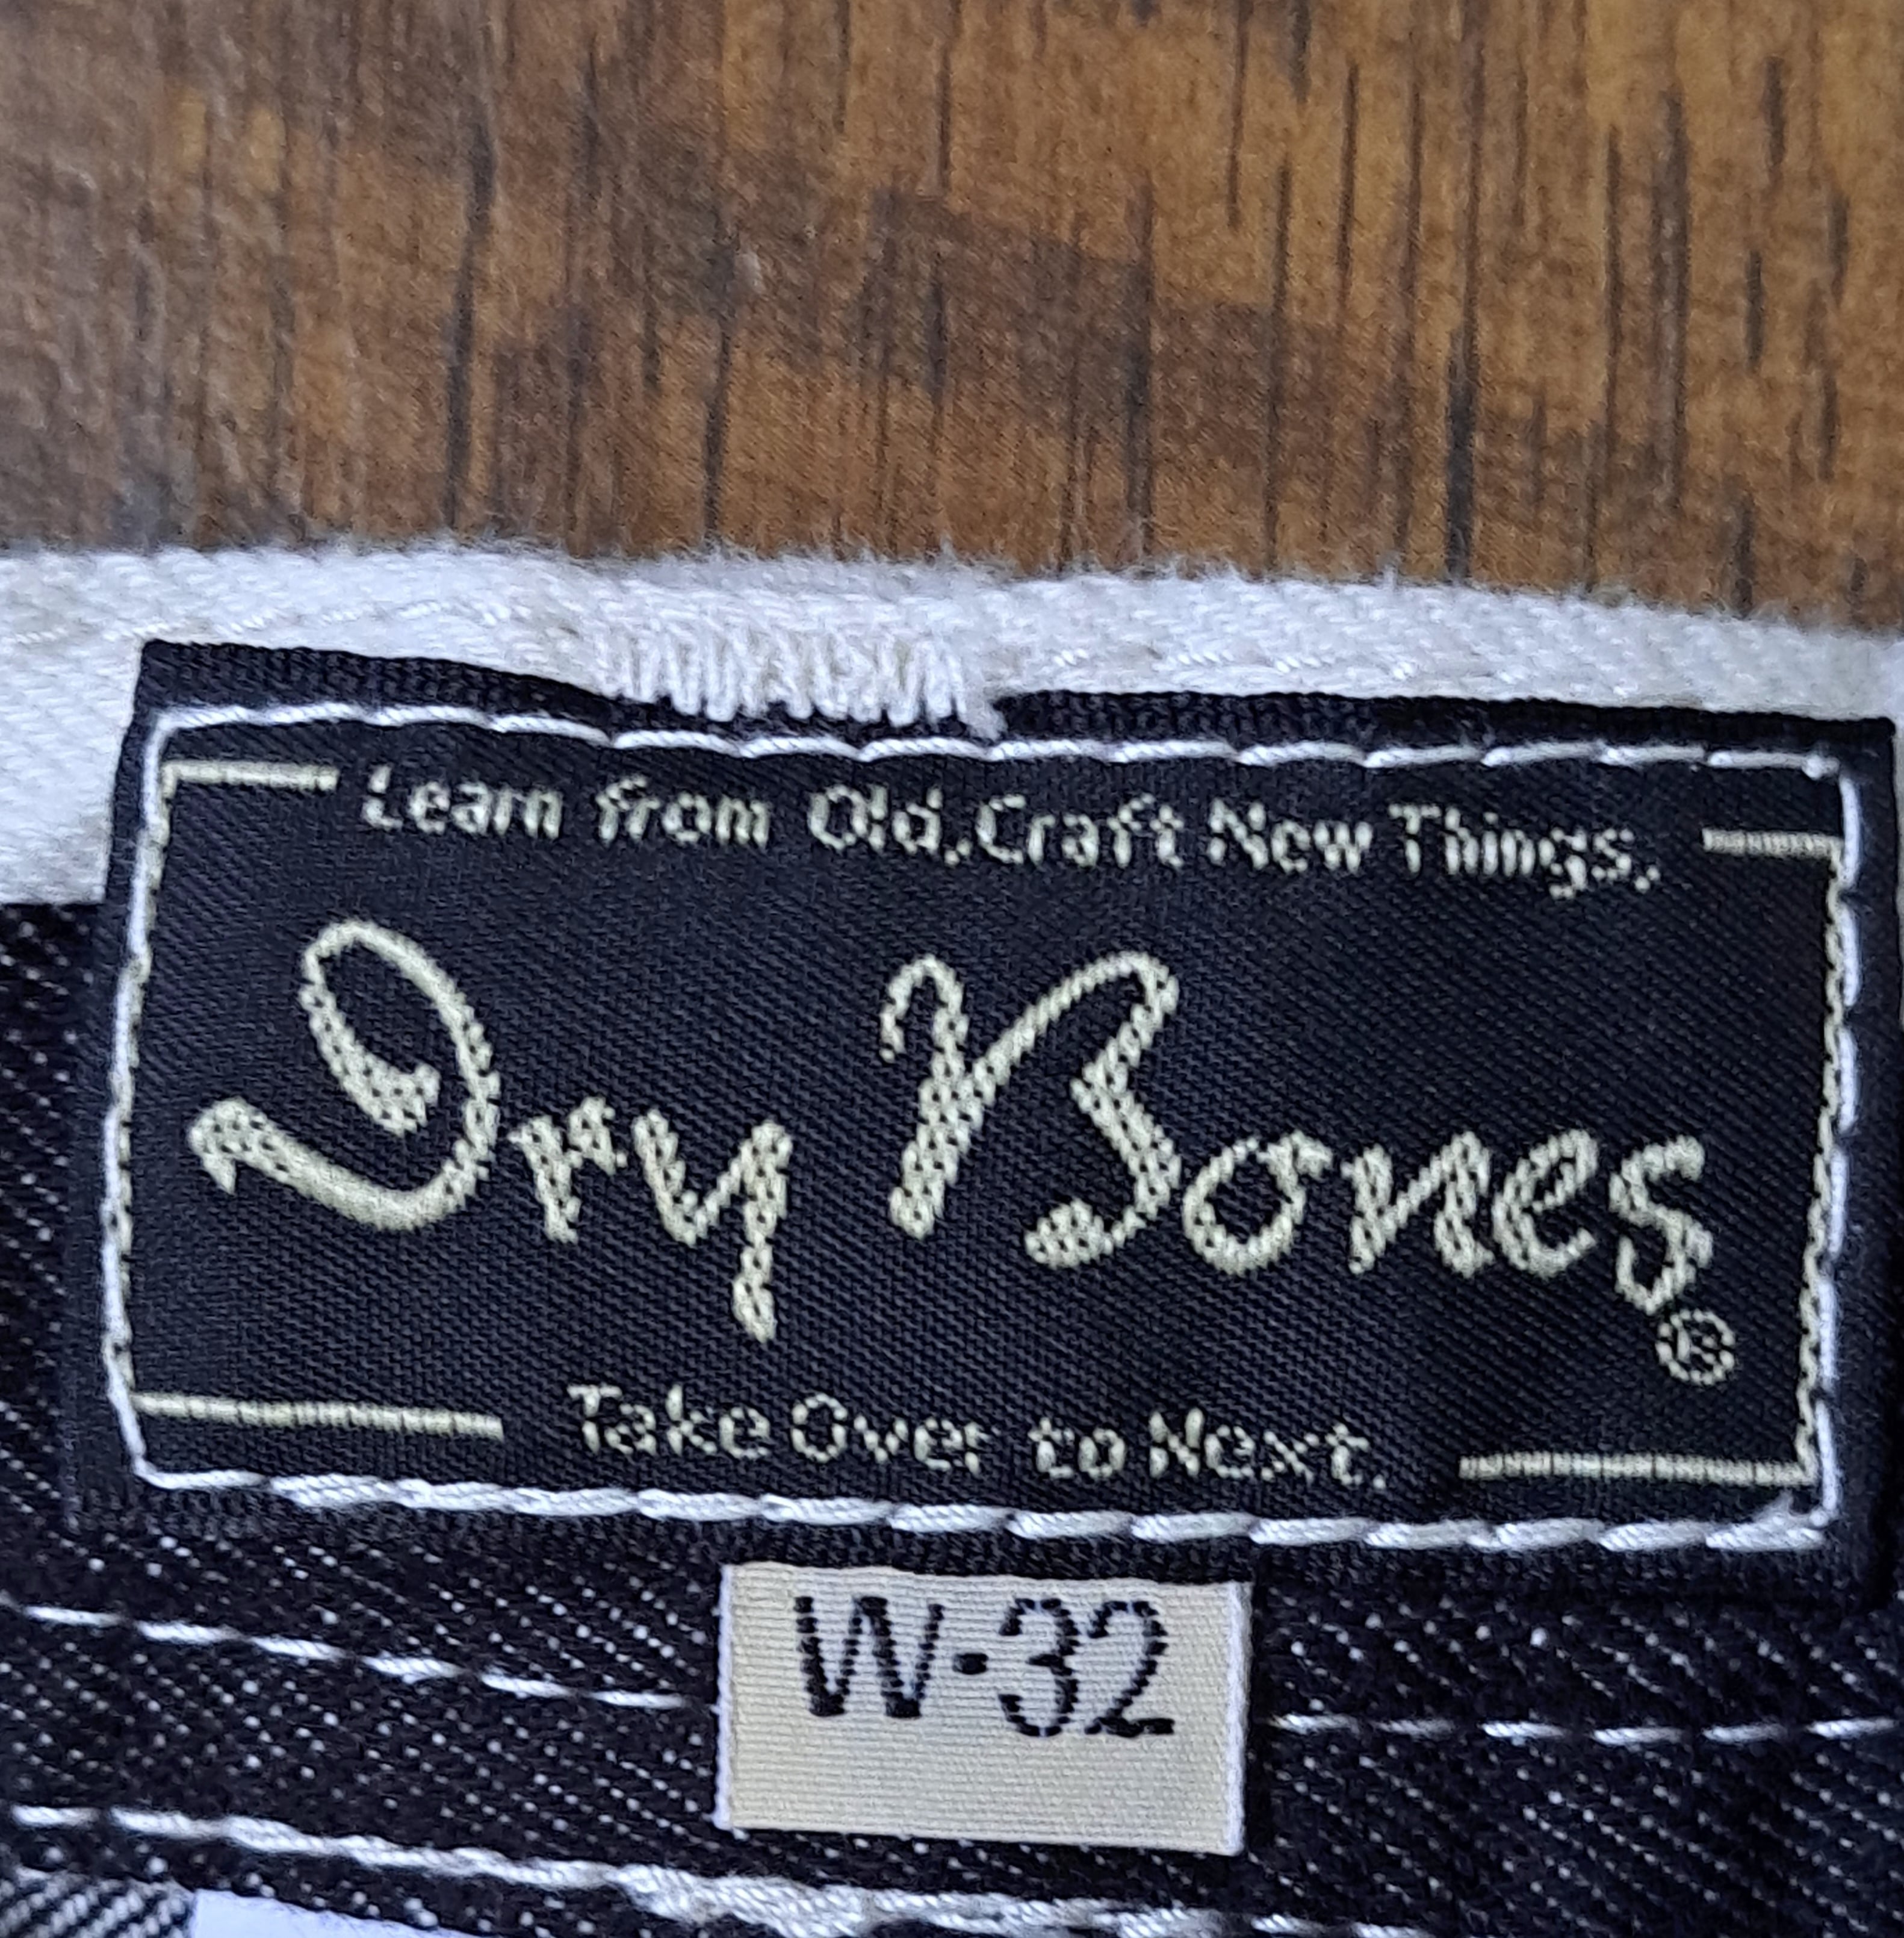 Learn from Old,Craft New Things,
Dry Bones®
Take Over to Next.
W-32